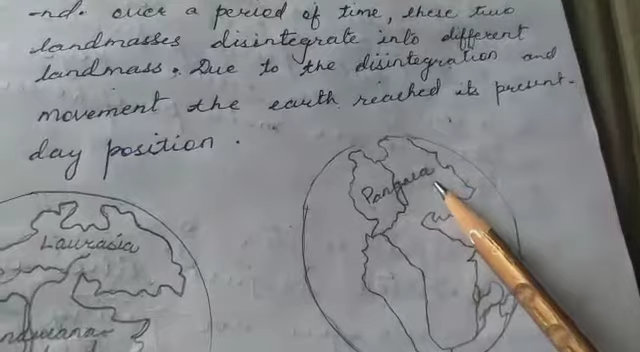 -nd. over a period of time, these two
landmasses disintegrate into different
landmass. Due to the disintegration and
movement the earth reached its present-
day position.
Pangaea
Laurasia